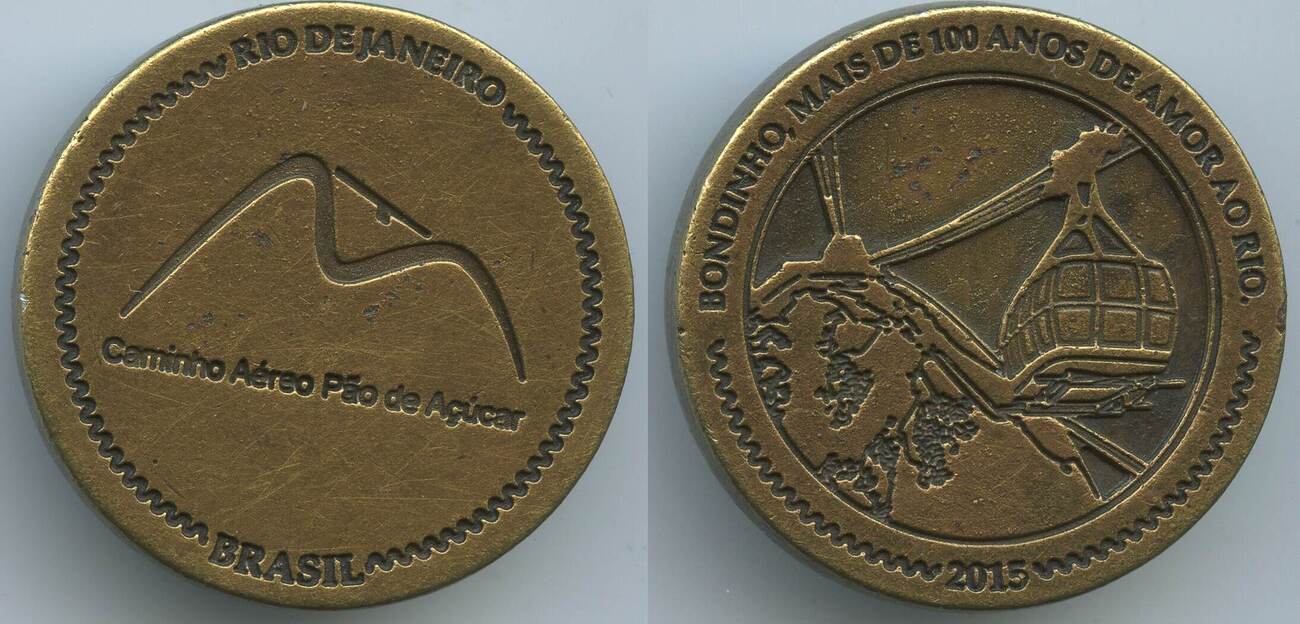 RIO DE JANEIRO
Caminho Aéreo Pão de Açúcar
BRASIL
BONDINHO, MAIS DE 100 ANOS DE AMOR AO RIO.
2015